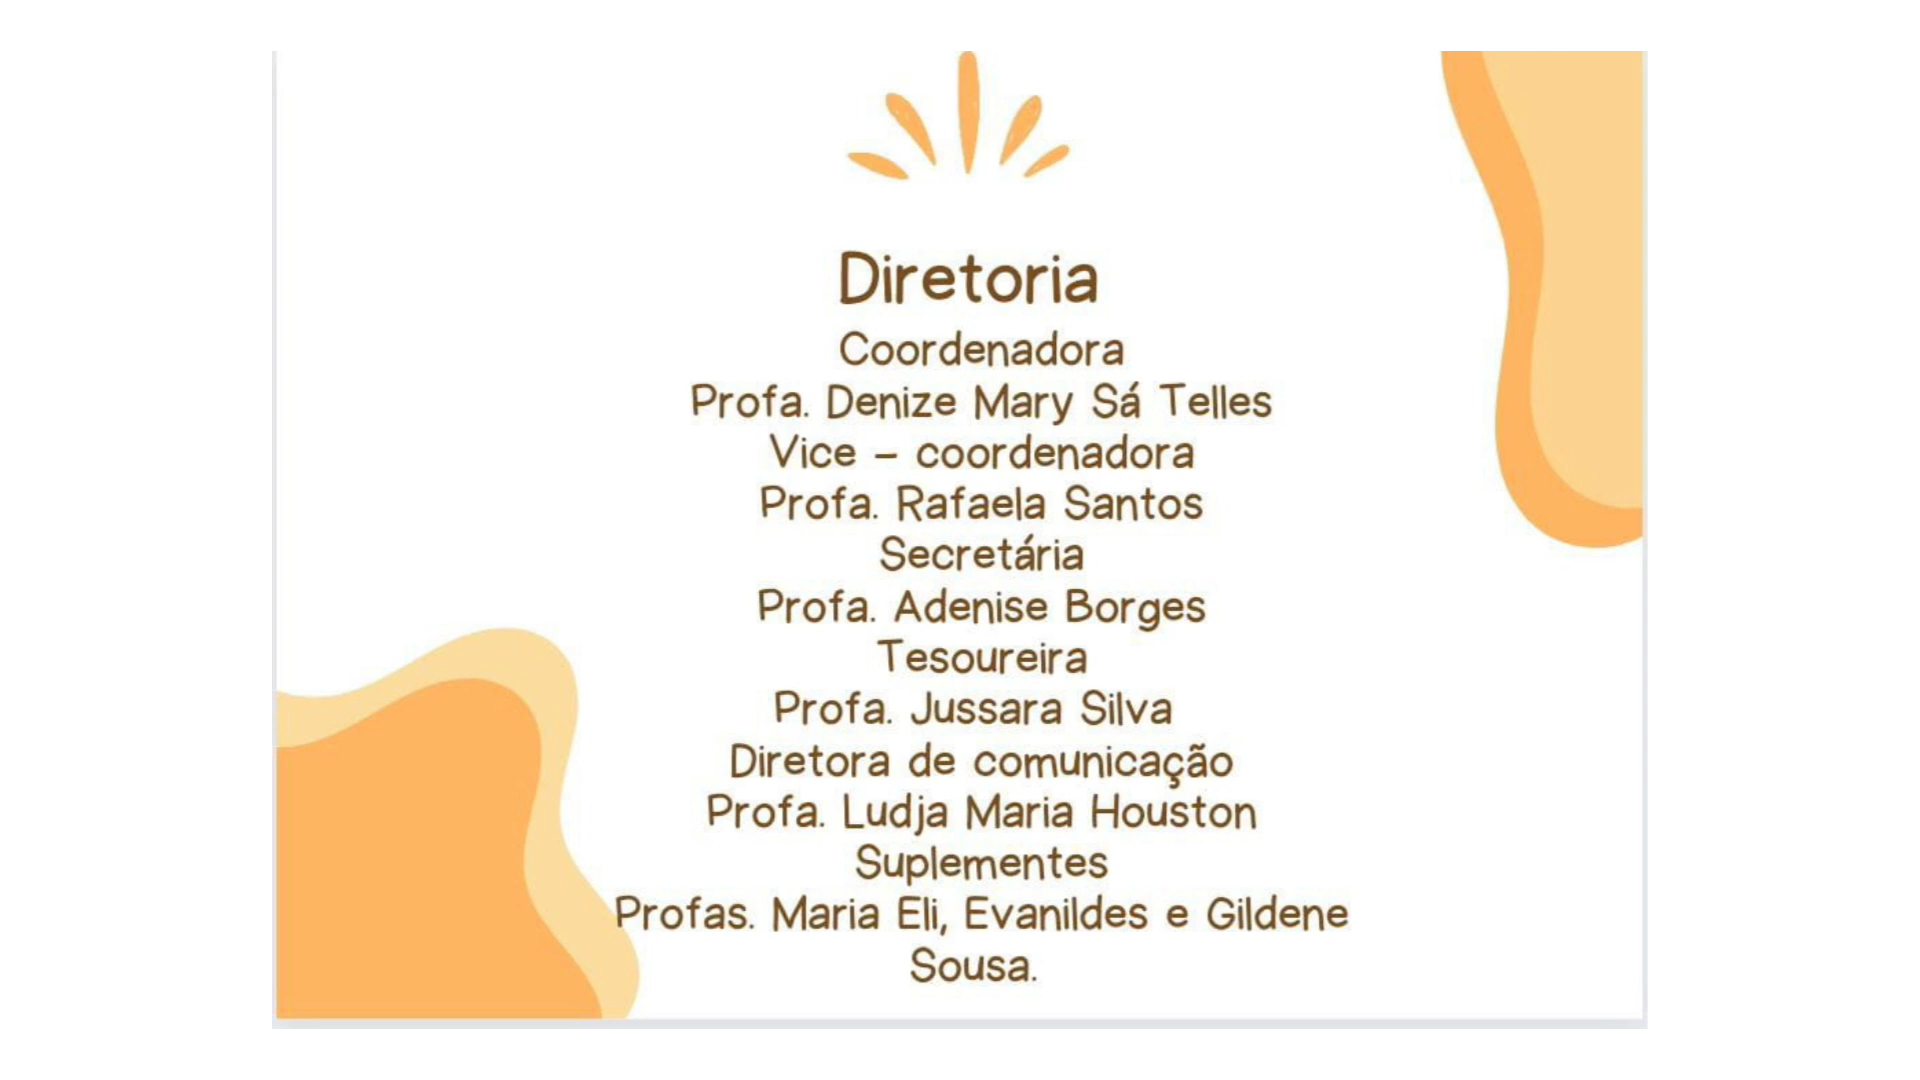 Diretoria
Coordenadora
Profa. Denize Mary Sá Telles
Vice - coordenadora
Profa. Rafaela Santos
Secretária
Profa. Adenise Borges
Tesoureira
Profa. Jussara Silva
Diretora de comunicação
Profa. Ludja Maria Houston
Suplementes
Profas. Maria Eli, Evanildes e Gildene
Sousa.